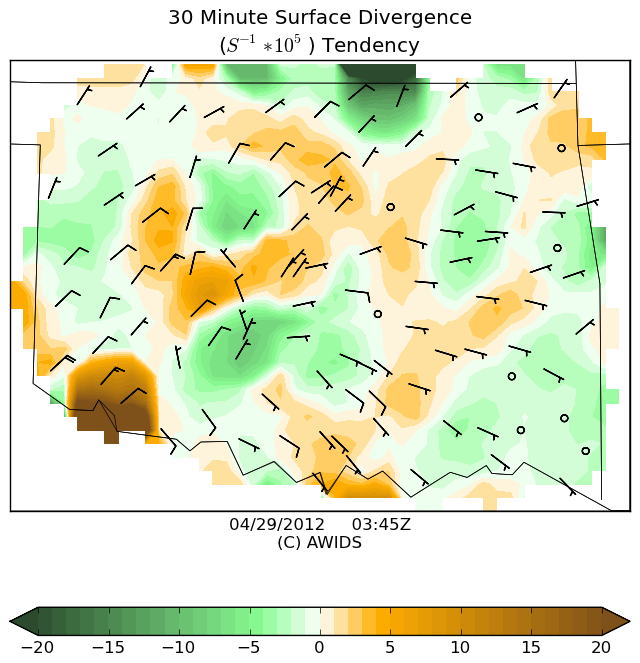 30 Minute Surface Divergence
(S⁻¹ * 10⁵ ) Tendency
04/29/2012 03:45Z
(C) AWIDS
−20 −15 −10 −5 0 5 10 15 20